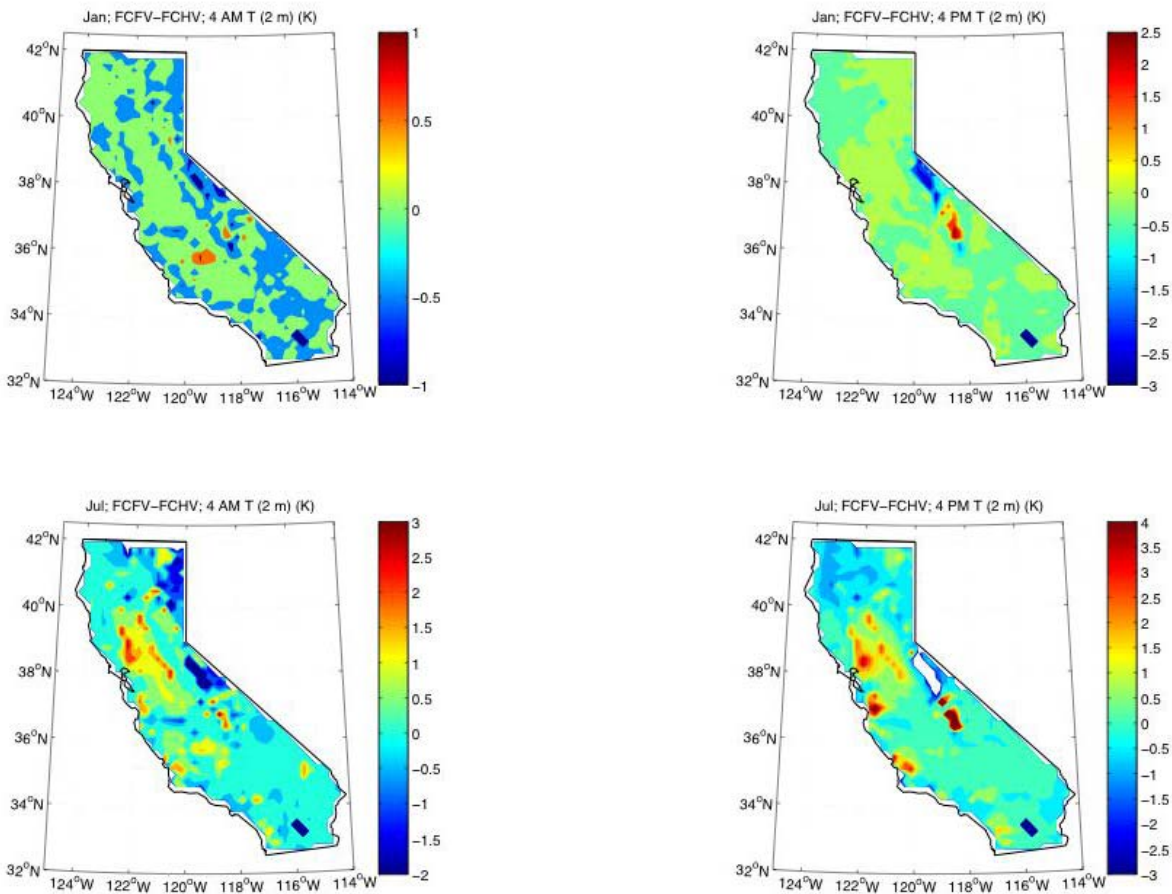 Jan; FCFV−FCHV; 4 AM T (2 m) (K)
42°N
40°N
38°N
36°N
34°N
32°N
124°W 122°W 120°W 118°W 116°W 114°W
1
0.5
0
−0.5
−1
Jan; FCFV−FCHV; 4 PM T (2 m) (K)
42°N
40°N
38°N
36°N
34°N
32°N
124°W 122°W 120°W 118°W 116°W 114°W
2.5
2
1.5
1
0.5
0
−0.5
−1
−1.5
−2
−2.5
−3
Jul; FCFV−FCHV; 4 AM T (2 m) (K)
42°N
40°N
38°N
36°N
34°N
32°N
124°W 122°W 120°W 118°W 116°W 114°W
3
2.5
2
1.5
1
0.5
0
−0.5
−1
−1.5
−2
Jul; FCFV−FCHV; 4 PM T (2 m) (K)
42°N
40°N
38°N
36°N
34°N
32°N
124°W 122°W 120°W 118°W 116°W 114°W
4
3.5
3
2.5
2
1.5
1
0.5
0
−0.5
−1
−1.5
−2
−2.5
−3